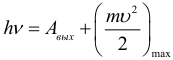 hν = A_вых + (mυ²/2)_max